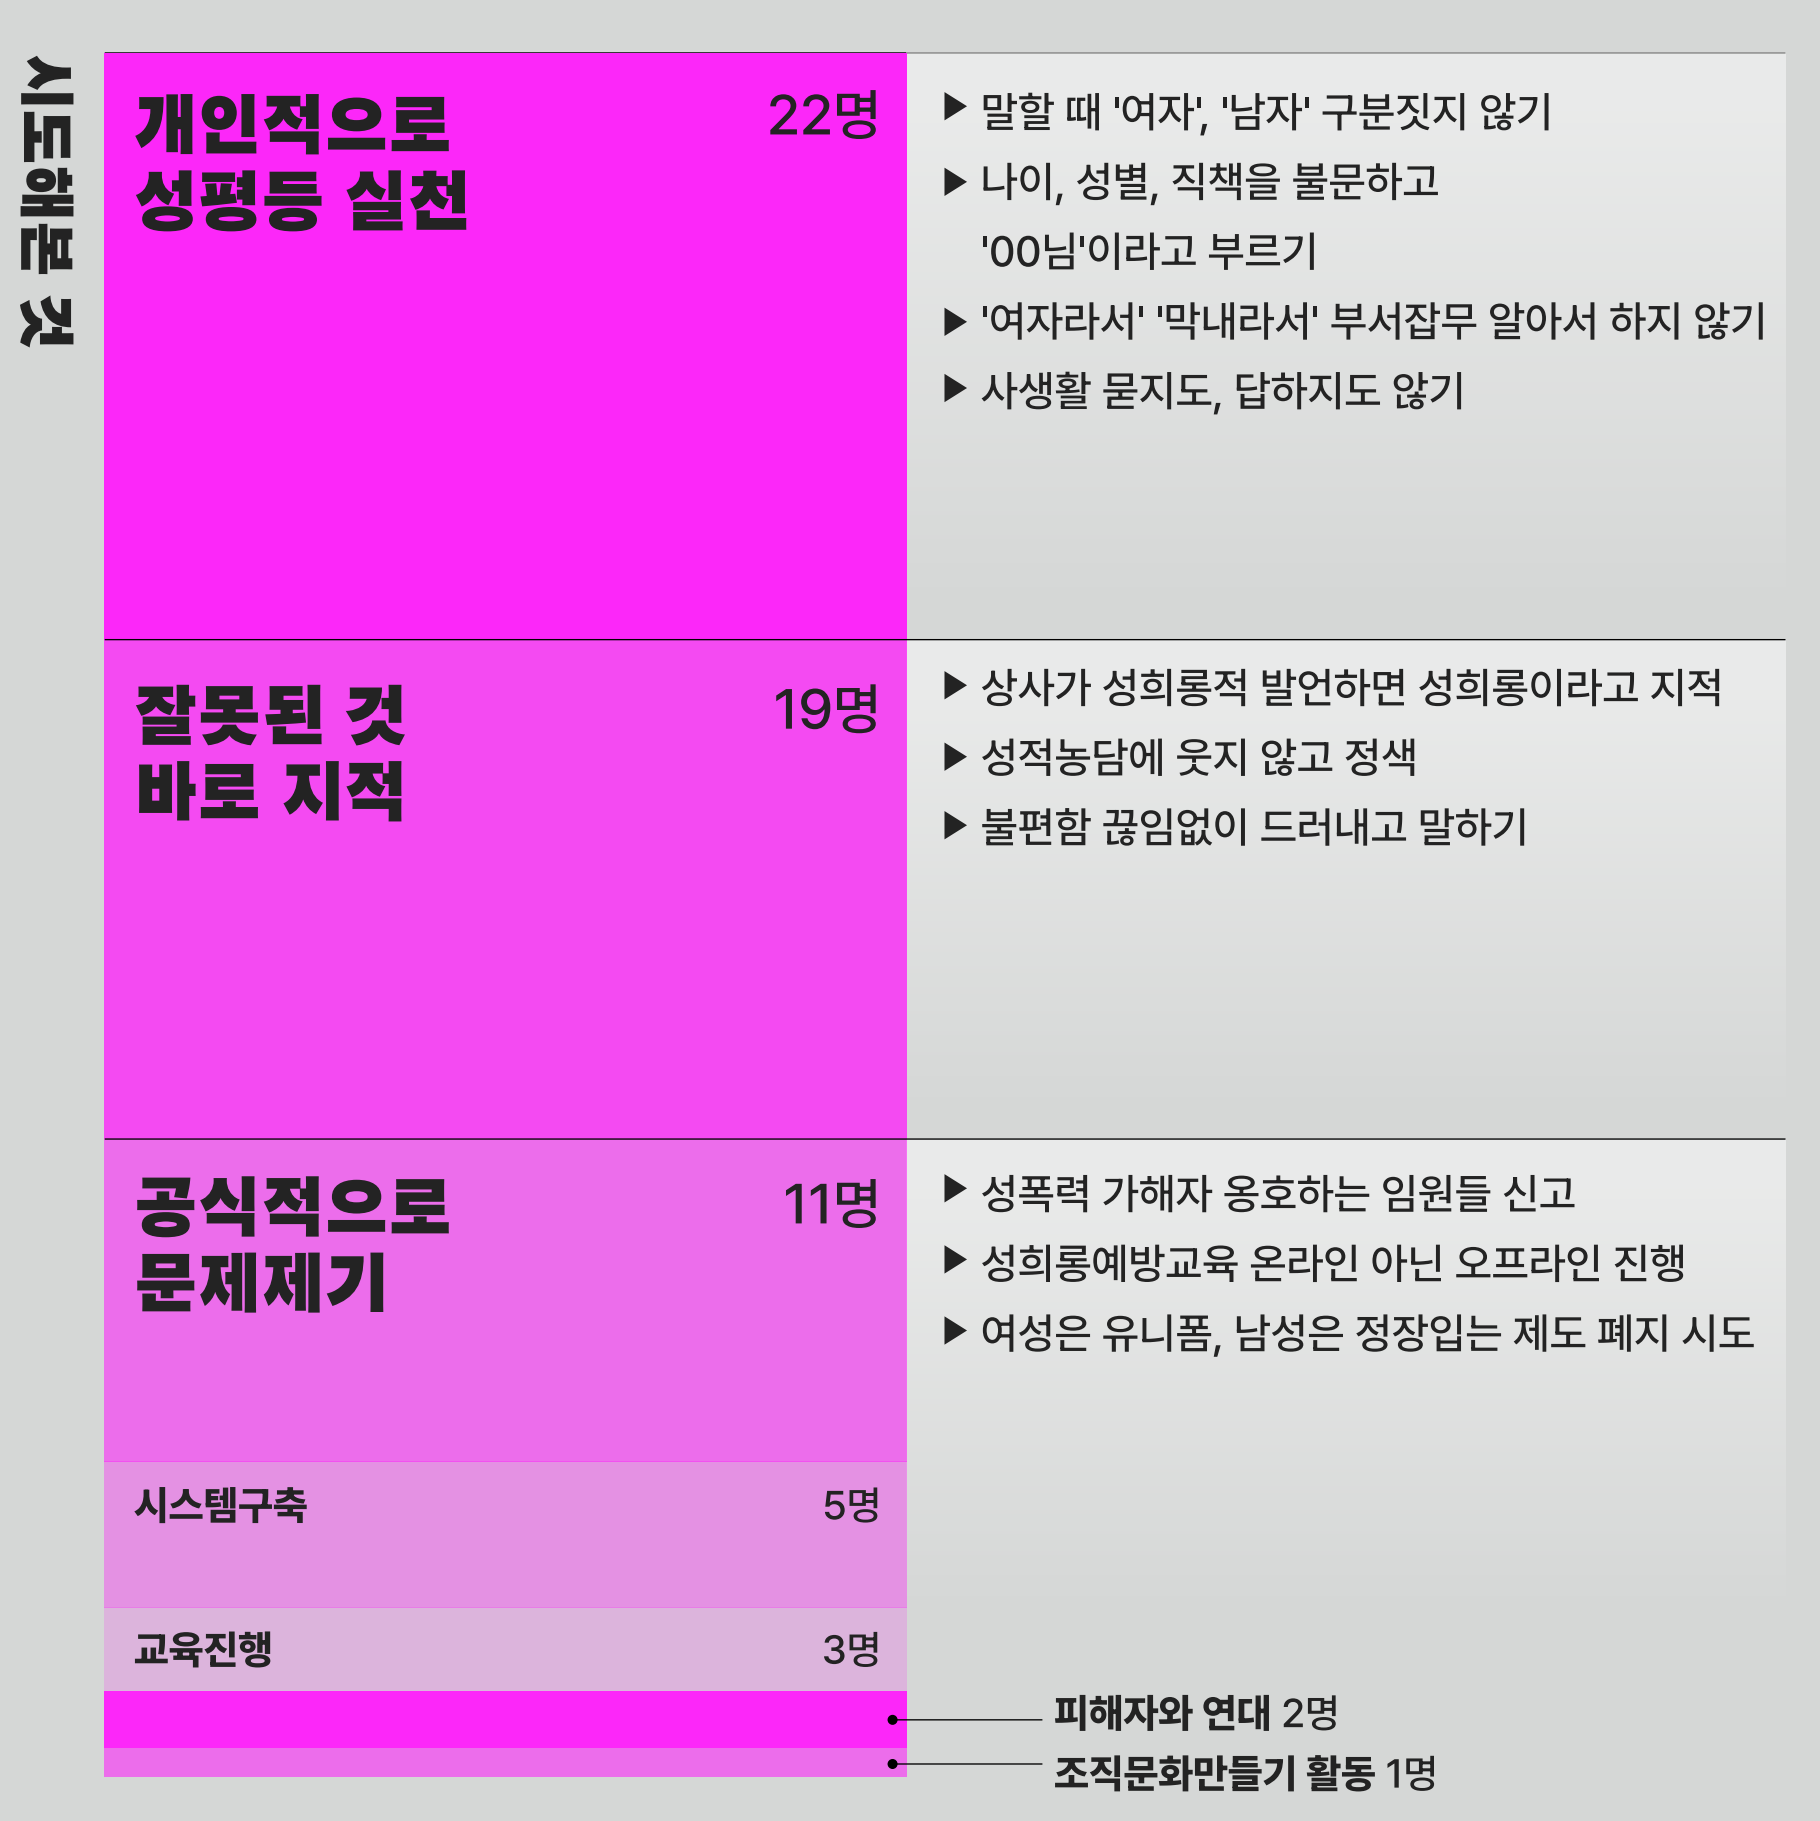 시도해본 것
개인적으로
성평등 실천
22명
▶ 말할 때 '여자', '남자' 구분짓지 않기
▶ 나이, 성별, 직책을 불문하고
'OO님'이라고 부르기
▶ '여자라서' '막내라서' 부서잡무 알아서 하지 않기
▶ 사생활 묻지도, 답하지도 않기
잘못된 것
바로 지적
19명
▶ 상사가 성희롱적 발언하면 성희롱이라고 지적
▶ 성적농담에 웃지 않고 정색
▶ 불편함 끊임없이 드러내고 말하기
공식적으로
문제제기
11명
▶ 성폭력 가해자 옹호하는 임원들 신고
▶ 성희롱예방교육 온라인 아닌 오프라인 진행
▶ 여성은 유니폼, 남성은 정장입는 제도 폐지 시도
시스템구축 5명
교육진행 3명
피해자와 연대 2명
조직문화만들기 활동 1명